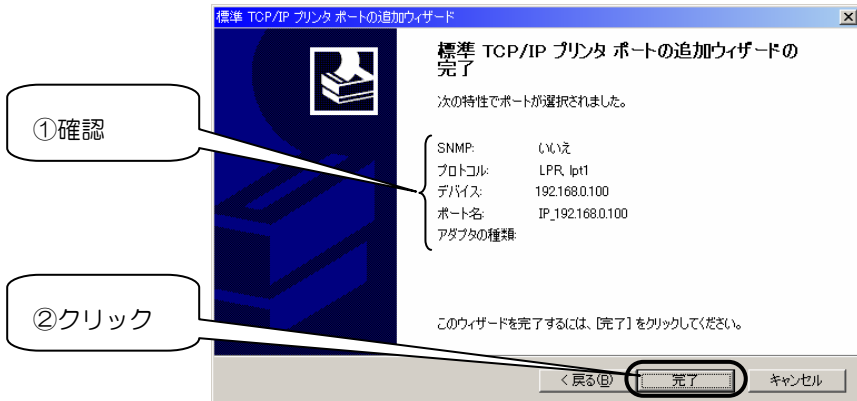 標準 TCP/IP プリンタ ポートの追加ウィザード
標準 TCP/IP プリンタ ポートの追加ウィザードの
完了
次の特性でポートが選択されました。
①確認
SNMP: いいえ
プロトコル: LPR, lpt1
デバイス: 192.168.0.100
ポート名: IP_192.168.0.100
アダプタの種類:
②クリック
このウィザードを完了するには、[完了] をクリックしてください。
< 戻る(B) 完了 キャンセル